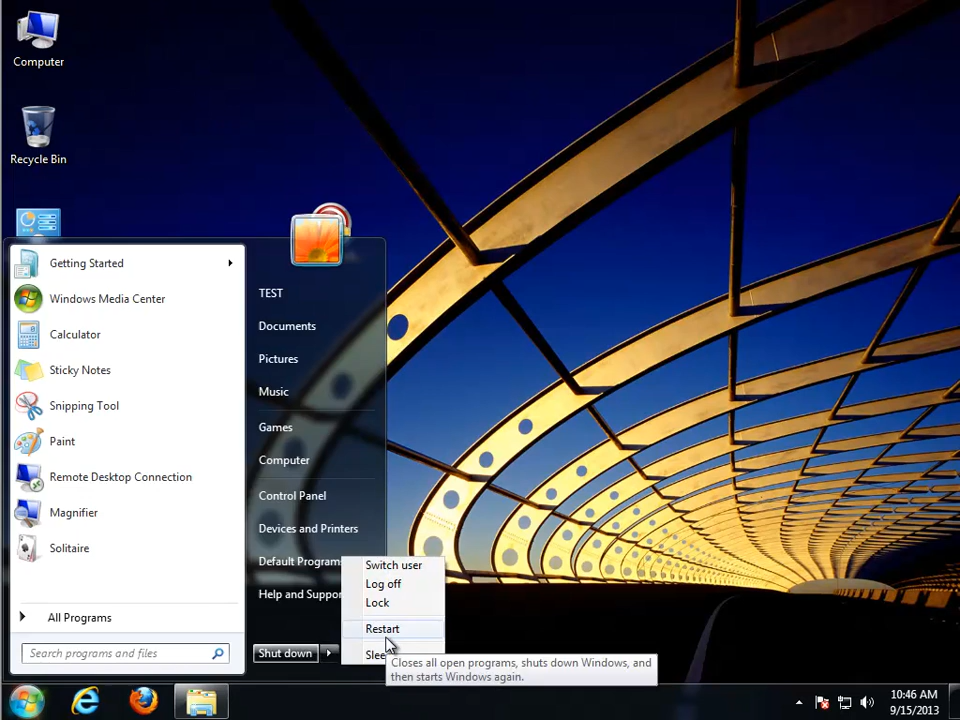 Computer
Recycle Bin
Getting Started
Windows Media Center
Calculator
Sticky Notes
Snipping Tool
Paint
Remote Desktop Connection
Magnifier
Solitaire
All Programs
Search programs and files
TEST
Documents
Pictures
Music
Games
Computer
Control Panel
Devices and Printers
Default Program
Help and Suppor
Shut down
Switch user
Log off
Lock
Restart
Slee
Closes all open programs, shuts down Windows, and
then starts Windows again.
10:46 AM
9/15/2013